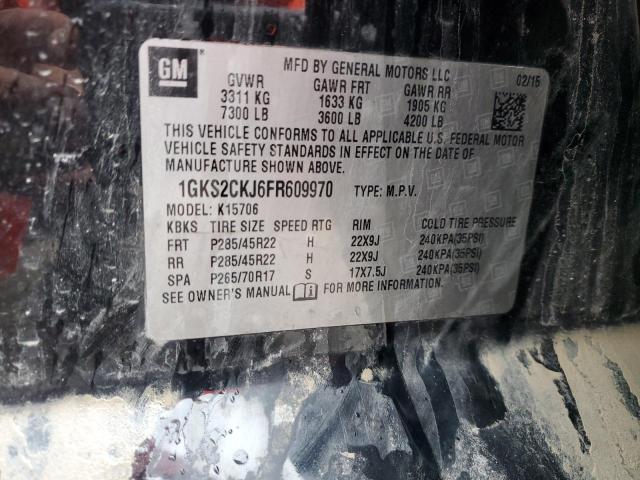 GM
MFD BY GENERAL MOTORS LLC
02/15
GVWR GAWR FRT GAWR RR
3311 KG 1633 KG 1905 KG
7300 LB 3600 LB 4200 LB
THIS VEHICLE CONFORMS TO ALL APPLICABLE U.S. FEDERAL MOTOR
VEHICLE SAFETY STANDARDS IN EFFECT ON THE DATE OF
MANUFACTURE SHOWN ABOVE.
1GKS2CKJ6FR609970 TYPE: M.P.V.
MODEL: K15706
KBKS TIRE SIZE SPEED RTG RIM COLD TIRE PRESSURE
FRT P285/45R22 H 22X9J 240KPA(35PSI)
RR P285/45R22 H 22X9J 240KPA(35PSI)
SPA P265/70R17 S 17X7.5J 240KPA(35PSI)
SEE OWNER'S MANUAL FOR MORE INFORMATION.